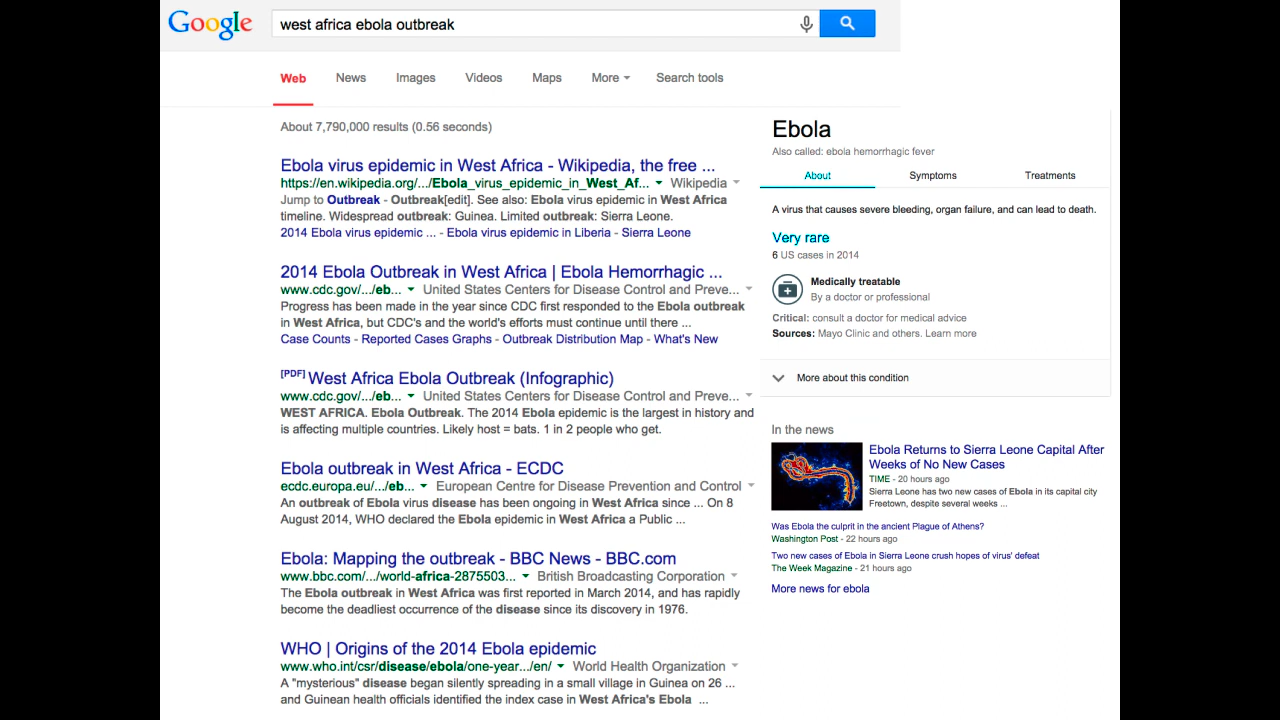 Google
west africa ebola outbreak
Web News Images Videos Maps More Search tools
About 7,790,000 results (0.56 seconds)
Ebola virus epidemic in West Africa - Wikipedia, the free ...
https://en.wikipedia.org/.../Ebola_virus_epidemic_in_West_Af... Wikipedia
Jump to Outbreak - Outbreak[edit]. See also: Ebola virus epidemic in West Africa
timeline. Widespread outbreak: Guinea. Limited outbreak: Sierra Leone.
2014 Ebola virus epidemic ... - Ebola virus epidemic in Liberia - Sierra Leone
2014 Ebola Outbreak in West Africa | Ebola Hemorrhagic ...
www.cdc.gov/.../eb... United States Centers for Disease Control and Preve...
Progress has been made in the year since CDC first responded to the Ebola outbreak
in West Africa, but CDC's and the world's efforts must continue until there ...
Case Counts - Reported Cases Graphs - Outbreak Distribution Map - What's New
[PDF] West Africa Ebola Outbreak (Infographic)
www.cdc.gov/.../eb... United States Centers for Disease Control and Preve...
WEST AFRICA. Ebola Outbreak. The 2014 Ebola epidemic is the largest in history and
is affecting multiple countries. Likely host = bats. 1 in 2 people who get.
Ebola outbreak in West Africa - ECDC
ecdc.europa.eu/.../eb... European Centre for Disease Prevention and Control
An outbreak of Ebola virus disease has been ongoing in West Africa since ... On 8
August 2014, WHO declared the Ebola epidemic in West Africa a Public ...
Ebola: Mapping the outbreak - BBC News - BBC.com
www.bbc.com/.../world-africa-2875503... British Broadcasting Corporation
The Ebola outbreak in West Africa was first reported in March 2014, and has rapidly
become the deadliest occurrence of the disease since its discovery in 1976.
WHO | Origins of the 2014 Ebola epidemic
www.who.int/csr/disease/ebola/one-year.../en/ World Health Organization
A "mysterious" disease began silently spreading in a small village in Guinea on 26 ...
and Guinean health officials identified the index case in West Africa's Ebola ...
Ebola
Also called: ebola hemorrhagic fever
About Symptoms Treatments
A virus that causes severe bleeding, organ failure, and can lead to death.
Very rare
6 US cases in 2014
Medically treatable
By a doctor or professional
Critical: consult a doctor for medical advice
Sources: Mayo Clinic and others. Learn more
More about this condition
In the news
Ebola Returns to Sierra Leone Capital After
Weeks of No New Cases
TIME - 20 hours ago
Sierra Leone has two new cases of Ebola in its capital city
Freetown, despite several weeks ...
Was Ebola the culprit in the ancient Plague of Athens?
Washington Post - 22 hours ago
Two new cases of Ebola in Sierra Leone crush hopes of virus' defeat
The Week Magazine - 21 hours ago
More news for ebola